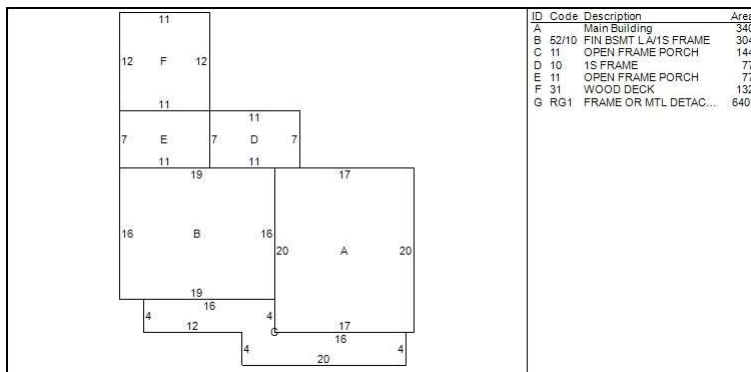 11
12 F 12
11
11
7 E 7 D 7
11 11
19 17
16 B 16
20 A 20
19
16
4 4
12 C 17
16
4 4
20
ID Code Description Area
A Main Building 340
B 52/10 FIN BSMT LA/1S FRAME 304
C 11 OPEN FRAME PORCH 144
D 10 1S FRAME 77
E 11 OPEN FRAME PORCH 77
F 31 WOOD DECK 132
G RG1 FRAME OR MTL DETAC... 640